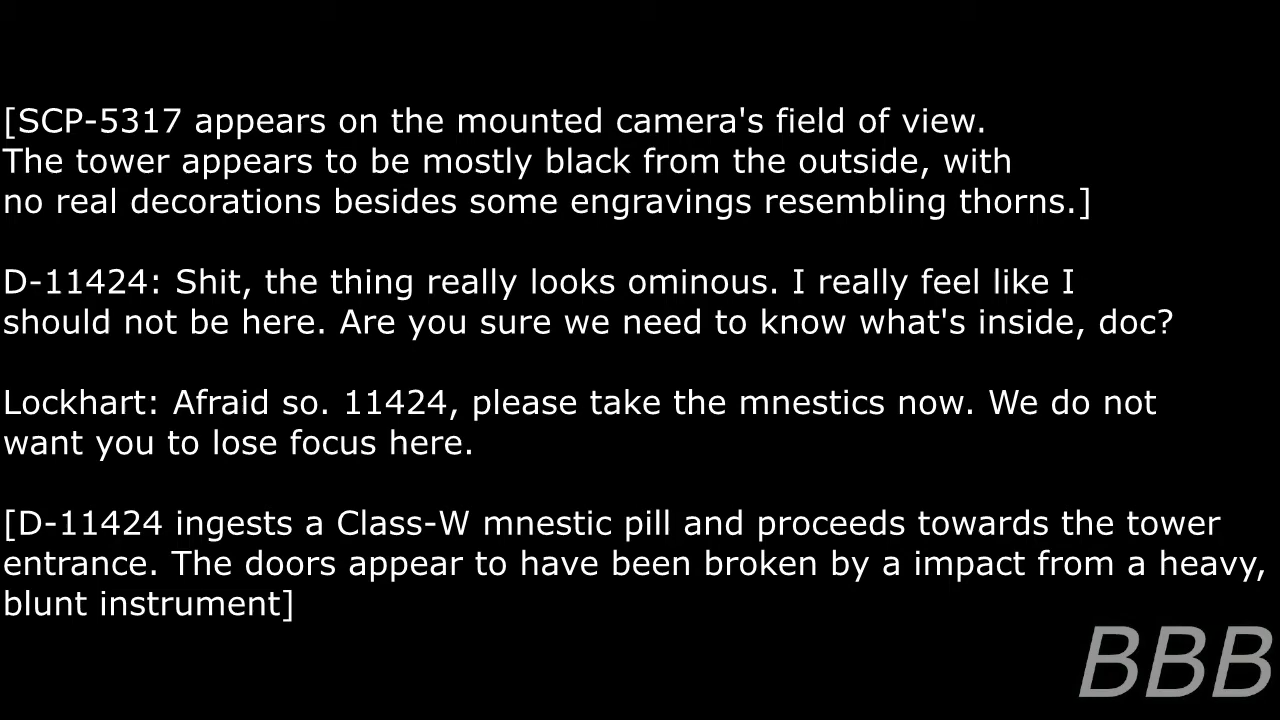 [SCP-5317 appears on the mounted camera's field of view.
The tower appears to be mostly black from the outside, with
no real decorations besides some engravings resembling thorns.]
D-11424: Shit, the thing really looks ominous. I really feel like I
should not be here. Are you sure we need to know what's inside, doc?
Lockhart: Afraid so. 11424, please take the mnestics now. We do not
want you to lose focus here.
[D-11424 ingests a Class-W mnestic pill and proceeds towards the tower
entrance. The doors appear to have been broken by a impact from a heavy,
blunt instrument]
BBB